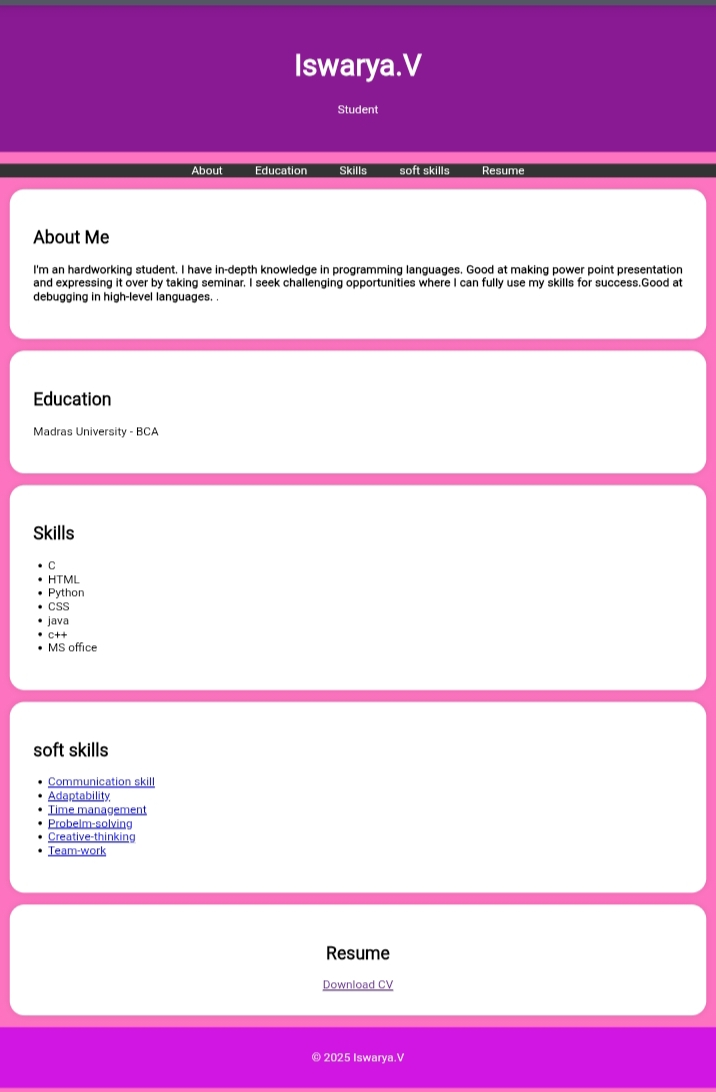 Iswarya.V
Student
About Education Skills soft skills Resume
About Me
I'm an hardworking student. I have in-depth knowledge in programming languages. Good at making power point presentation
and expressing it over by taking seminar. I seek challenging opportunities where I can fully use my skills for success.Good at
debugging in high-level languages. .
Education
Madras University - BCA
Skills
• C
• HTML
• Python
• CSS
• java
• c++
• MS office
soft skills
• Communication skill
• Adaptability
• Time management
• Probelm-solving
• Creative-thinking
• Team-work
Resume
Download CV
© 2025 Iswarya.V